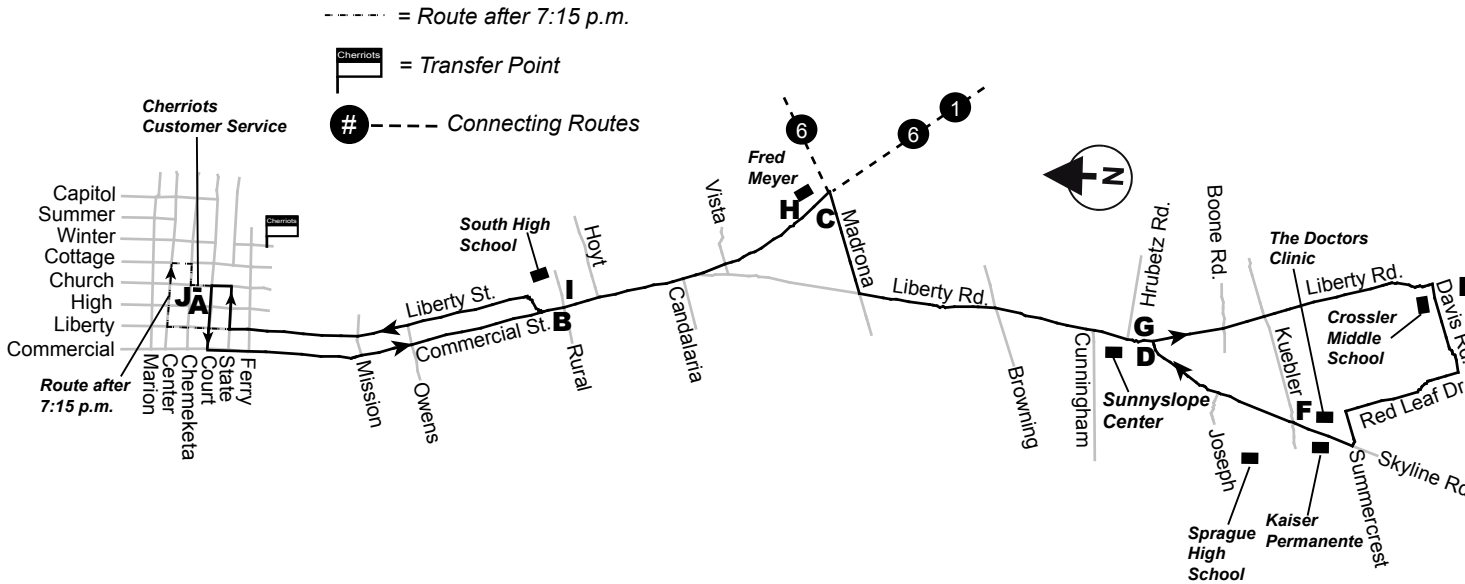 = Route after 7:15 p.m.
Cherriots
= Transfer Point
#
= Connecting Routes
Cherriots
Customer Service
Capitol
Summer
Winter
Cottage
Church
High
Liberty
Commercial
Cherriots
J
A
Route after
7:15 p.m.
Marion
Center
Chemeketa
Court
State
Ferry
Mission
Owens
Liberty St.
Commercial St.
South High
School
I
B
Rural
Hoyt
Candalaria
Vista
Fred
Meyer
H
C
6
6
1
Madrona
Liberty Rd.
Browning
Cunningham
N
Hrubetz Rd.
G
D
Sunnyslope
Center
Boone Rd.
Joseph
Kuebler
The Doctors
Clinic
F
Liberty Rd.
Crossler
Middle
School
Davis Rd.
Red Leaf Dr.
Skyline Rd
Summercrest
Sprague
High
School
Kaiser
Permanente